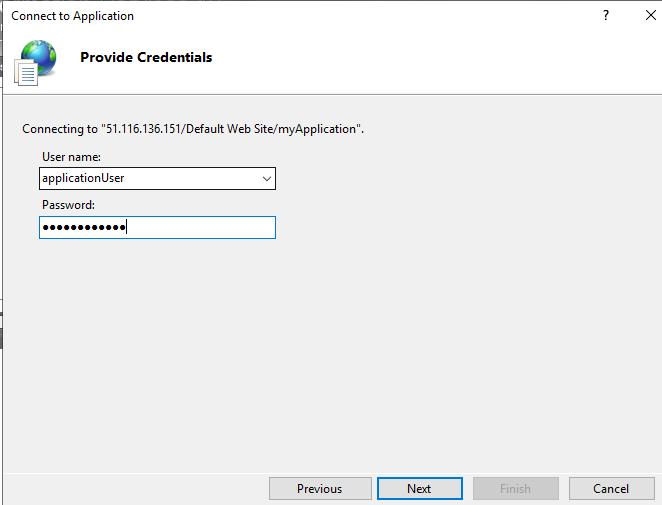 Connect to Application
?
Provide Credentials
Connecting to "51.116.136.151/Default Web Site/myApplication".
User name:
applicationUser
Password:
●●●●●●●●●●●●
Previous
Next
Finish
Cancel